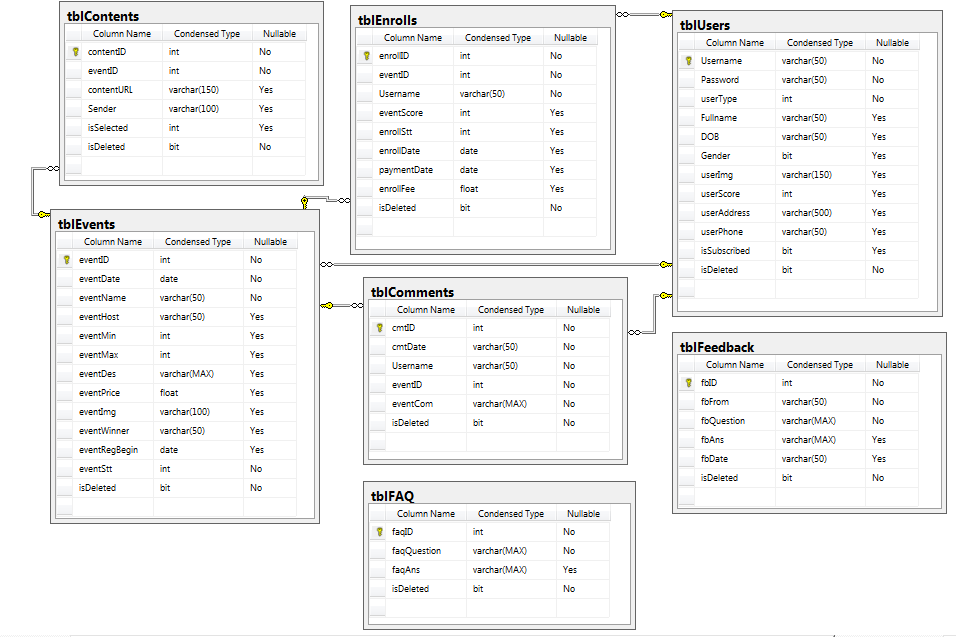 tblContents
Column Name Condensed Type Nullable
contentID int No
eventID int No
contentURL varchar(150) Yes
Sender varchar(100) Yes
isSelected int Yes
isDeleted bit No
tblEnrolls
Column Name Condensed Type Nullable
enrollID int No
eventID int No
Username varchar(50) No
eventScore int Yes
enrollStt int Yes
enrollDate date Yes
paymentDate date Yes
enrollFee float Yes
isDeleted bit No
tblUsers
Column Name Condensed Type Nullable
Username varchar(50) No
Password varchar(50) No
userType int No
Fullname varchar(50) Yes
DOB varchar(50) Yes
Gender bit Yes
userImg varchar(150) Yes
userScore int Yes
userAddress varchar(500) Yes
userPhone varchar(50) Yes
isSubscribed bit Yes
isDeleted bit No
tblEvents
Column Name Condensed Type Nullable
eventID int No
eventDate date No
eventName varchar(50) No
eventHost varchar(50) Yes
eventMin int Yes
eventMax int Yes
eventDes varchar(MAX) Yes
eventPrice float Yes
eventImg varchar(100) Yes
eventWinner varchar(50) Yes
eventRegBegin date Yes
eventStt int No
isDeleted bit No
tblComments
Column Name Condensed Type Nullable
cmtID int No
cmtDate varchar(50) No
Username varchar(50) No
eventID int No
eventCom varchar(MAX) No
isDeleted bit No
tblFeedback
Column Name Condensed Type Nullable
fbID int No
fbFrom varchar(50) No
fbQuestion varchar(MAX) No
fbAns varchar(MAX) Yes
fbDate varchar(50) Yes
isDeleted bit No
tblFAQ
Column Name Condensed Type Nullable
faqID int No
faqQuestion varchar(MAX) No
faqAns varchar(MAX) Yes
isDeleted bit No